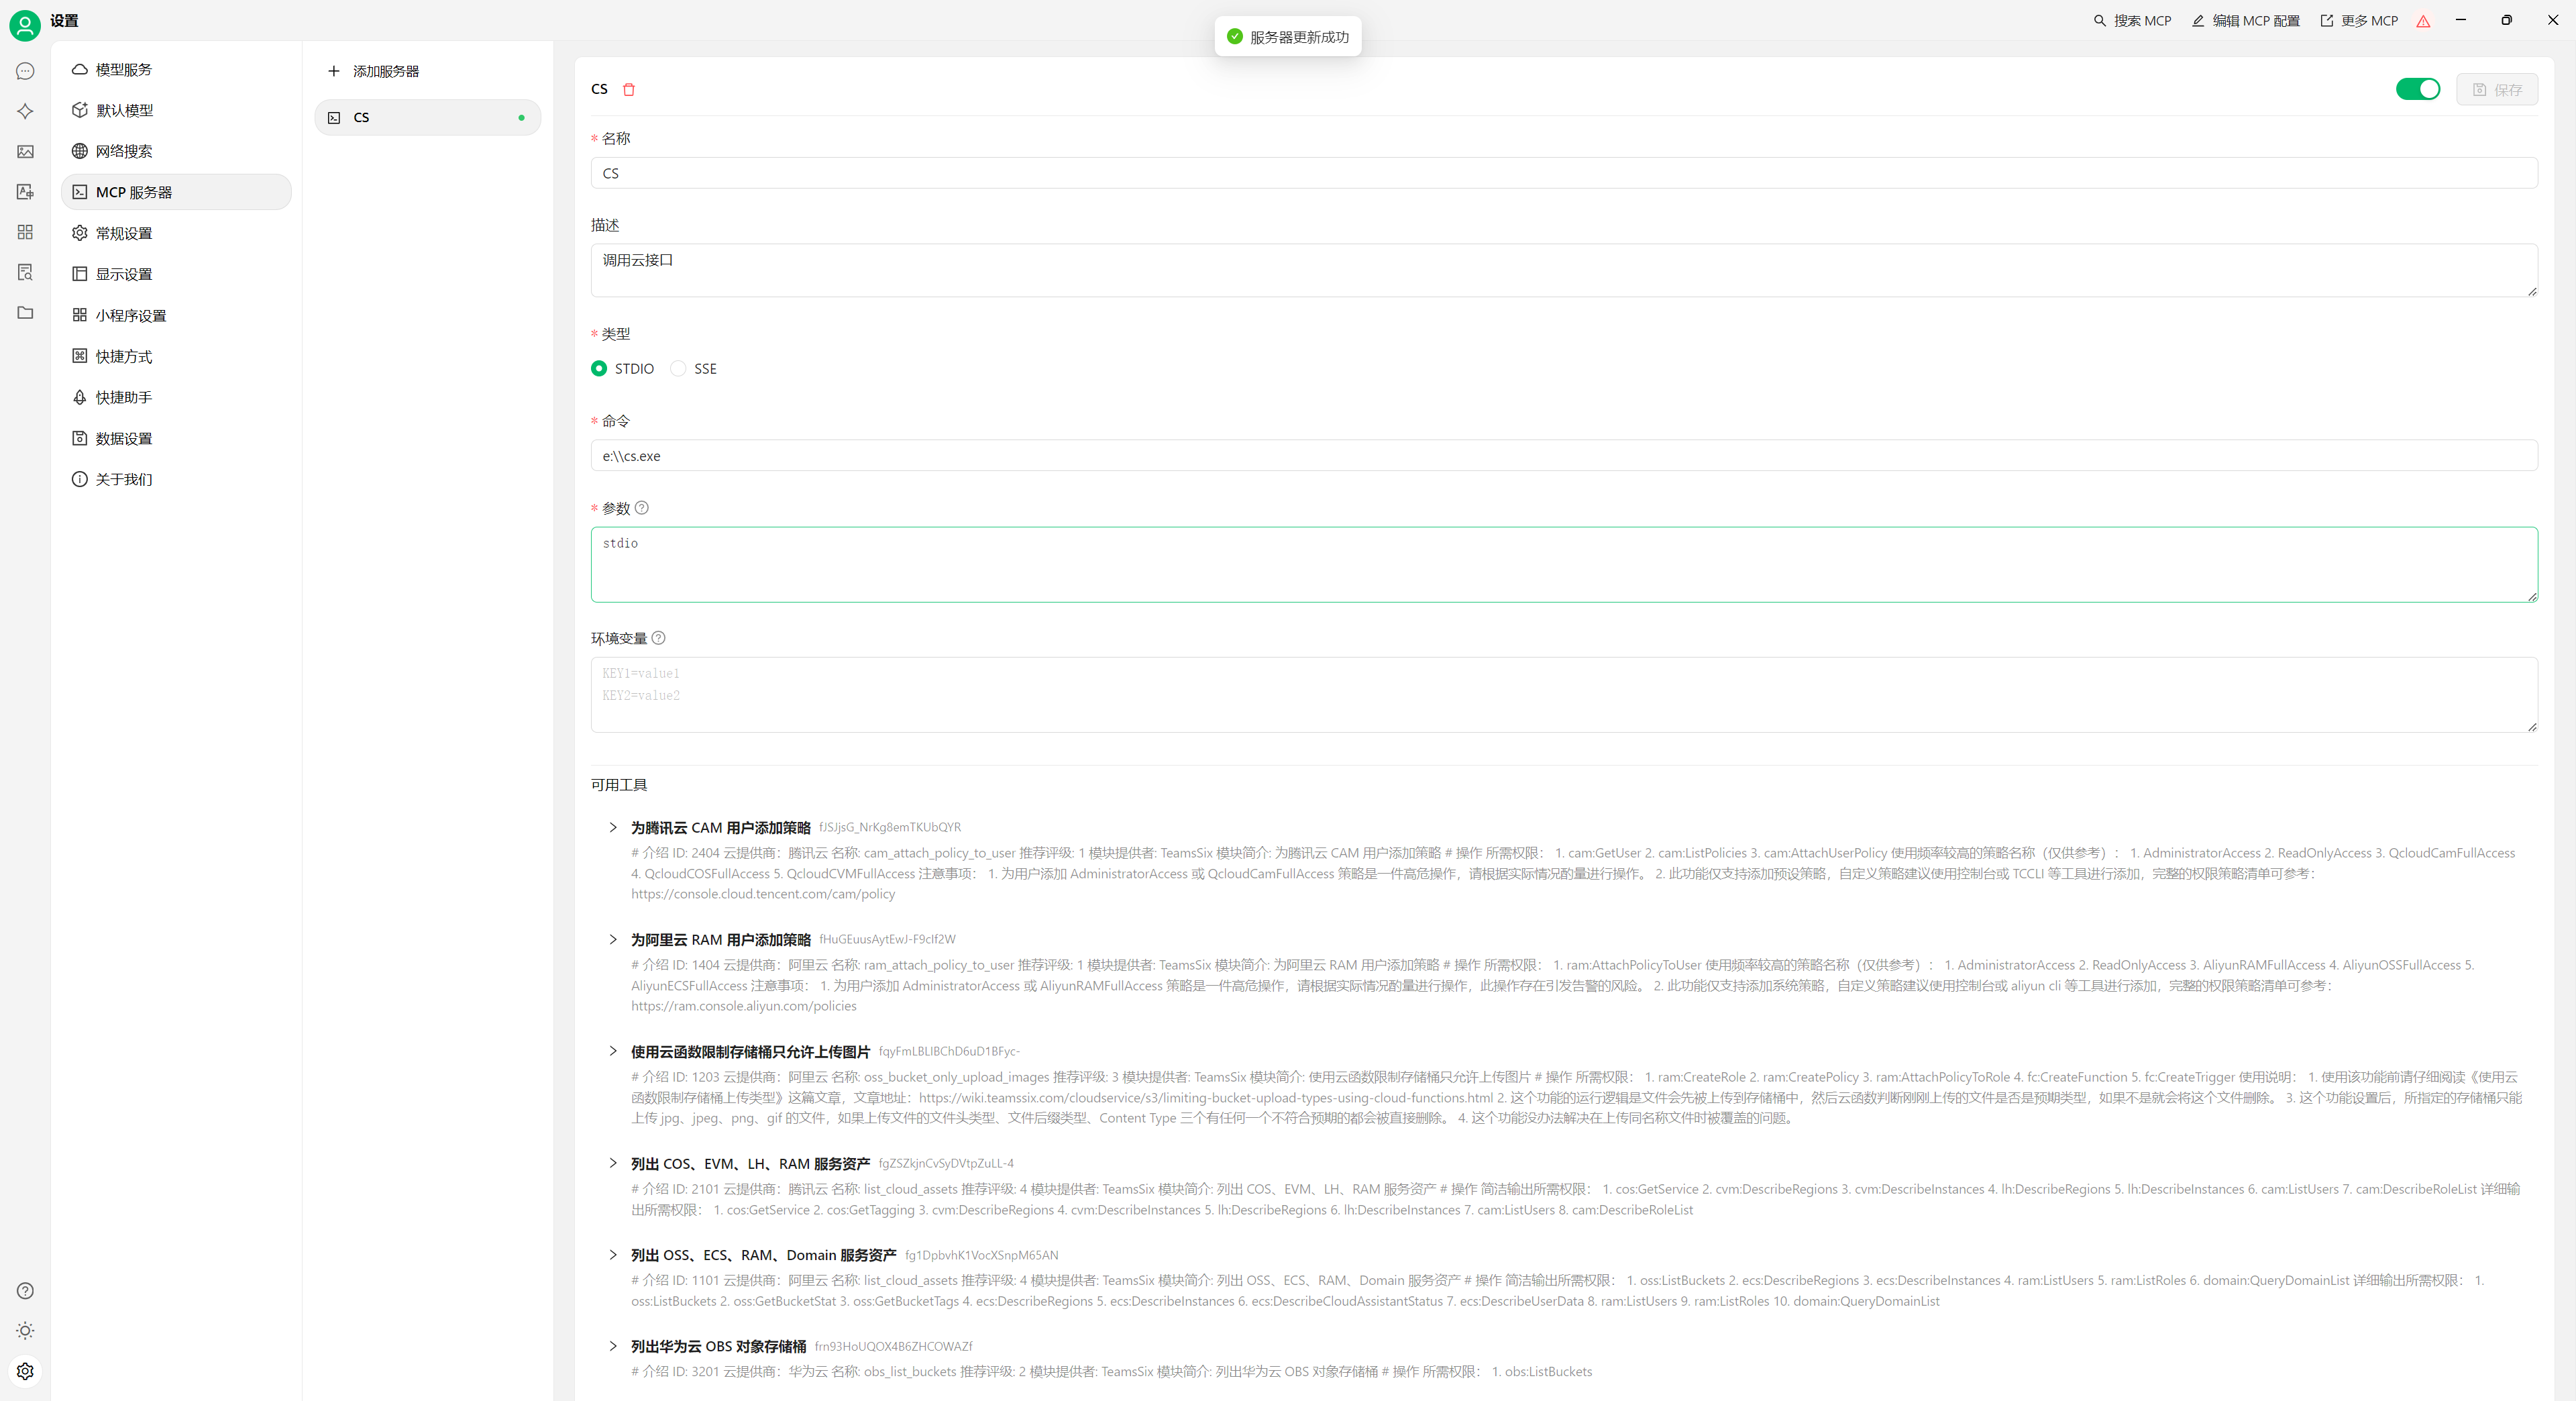 设置
搜索 MCP
编辑 MCP 配置
更多 MCP
服务器更新成功
模型服务
默认模型
网络搜索
MCP 服务器
常规设置
显示设置
小程序设置
快捷方式
快捷助手
数据设置
关于我们
添加服务器
CS
CS
保存
* 名称
CS
描述
调用云接口
* 类型
STDIO
SSE
* 命令
e:\\cs.exe
* 参数
stdio
环境变量
KEY1=value1
KEY2=value2
可用工具
为腾讯云 CAM 用户添加策略 fJSJjsG_NrKg8emTKUbQYR
# 介绍 ID: 2404 云提供商：腾讯云 名称: cam_attach_policy_to_user 推荐评级: 1 模块提供者: TeamsSix 模块简介: 为腾讯云 CAM 用户添加策略 # 操作 所需权限： 1. cam:GetUser 2. cam:ListPolicies 3. cam:AttachUserPolicy 使用频率较高的策略名称（仅供参考）： 1. AdministratorAccess 2. ReadOnlyAccess 3. QcloudCamFullAccess
4. QcloudCOSFullAccess 5. QcloudCVMFullAccess 注意事项： 1. 为用户添加 AdministratorAccess 或 QcloudCamFullAccess 策略是一件高危操作，请根据实际情况酌量进行操作。 2. 此功能仅支持添加预设策略，自定义策略建议使用控制台或 TCCLI 等工具进行添加，完整的权限策略清单可参考：
https://console.cloud.tencent.com/cam/policy
为阿里云 RAM 用户添加策略 fHuGEuusAytEwJ-F9cIf2W
# 介绍 ID: 1404 云提供商：阿里云 名称: ram_attach_policy_to_user 推荐评级: 1 模块提供者: TeamsSix 模块简介: 为阿里云 RAM 用户添加策略 # 操作 所需权限： 1. ram:AttachPolicyToUser 使用频率较高的策略名称（仅供参考）： 1. AdministratorAccess 2. ReadOnlyAccess 3. AliyunRAMFullAccess 4. AliyunOSSFullAccess 5.
AliyunECSFullAccess 注意事项： 1. 为用户添加 AdministratorAccess 或 AliyunRAMFullAccess 策略是一件高危操作，请根据实际情况酌量进行操作，此操作存在引发告警的风险。 2. 此功能仅支持添加系统策略，自定义策略建议使用控制台或 aliyun cli 等工具进行添加，完整的权限策略清单可参考：
https://ram.console.aliyun.com/policies
使用云函数限制存储桶只允许上传图片 fqyFmLBLIBChD6uD1BFyc-
# 介绍 ID: 1203 云提供商：阿里云 名称: oss_bucket_only_upload_images 推荐评级: 3 模块提供者: TeamsSix 模块简介: 使用云函数限制存储桶只允许上传图片 # 操作 所需权限： 1. ram:CreateRole 2. ram:CreatePolicy 3. ram:AttachPolicyToRole 4. fc:CreateFunction 5. fc:CreateTrigger 使用说明： 1. 使用该功能前请仔细阅读《使用云
函数限制存储桶上传类型》这篇文章，文章地址：https://wiki.teamssix.com/cloudservice/s3/limiting-bucket-upload-types-using-cloud-functions.html 2. 这个功能的运行逻辑是文件会先被上传到存储桶中，然后云函数判断刚刚上传的文件是否是预期类型，如果不是就会将这个文件删除。 3. 这个功能设置后，所指定的存储桶只能
上传 jpg、jpeg、png、gif 的文件，如果上传文件的文件头类型、文件后缀类型、Content Type 三个有任何一个不符合预期的都会被直接删除。 4. 这个功能没办法解决在上传同名称文件时被覆盖的问题。
列出 COS、EVM、LH、RAM 服务资产 fgZSZkjnCvSyDVtpZuLL-4
# 介绍 ID: 2101 云提供商：腾讯云 名称: list_cloud_assets 推荐评级: 4 模块提供者: TeamsSix 模块简介: 列出 COS、EVM、LH、RAM 服务资产 # 操作 简洁输出所需权限： 1. cos:GetService 2. cvm:DescribeRegions 3. cvm:DescribeInstances 4. lh:DescribeRegions 5. lh:DescribeInstances 6. cam:ListUsers 7. cam:DescribeRoleList 详细输
出所需权限： 1. cos:GetService 2. cos:GetTagging 3. cvm:DescribeRegions 4. cvm:DescribeInstances 5. lh:DescribeRegions 6. lh:DescribeInstances 7. cam:ListUsers 8. cam:DescribeRoleList
列出 OSS、ECS、RAM、Domain 服务资产 fg1DpbvhK1VocXSnpM65AN
# 介绍 ID: 1101 云提供商：阿里云 名称: list_cloud_assets 推荐评级: 4 模块提供者: TeamsSix 模块简介: 列出 OSS、ECS、RAM、Domain 服务资产 # 操作 简洁输出所需权限： 1. oss:ListBuckets 2. ecs:DescribeRegions 3. ecs:DescribeInstances 4. ram:ListUsers 5. ram:ListRoles 6. domain:QueryDomainList 详细输出所需权限： 1.
oss:ListBuckets 2. oss:GetBucketStat 3. oss:GetBucketTags 4. ecs:DescribeRegions 5. ecs:DescribeInstances 6. ecs:DescribeCloudAssistantStatus 7. ecs:DescribeUserData 8. ram:ListUsers 9. ram:ListRoles 10. domain:QueryDomainList
列出华为云 OBS 对象存储桶 frn93HoUQOX4B6ZHCOWAZf
# 介绍 ID: 3201 云提供商：华为云 名称: obs_list_buckets 推荐评级: 2 模块提供者: TeamsSix 模块简介: 列出华为云 OBS 对象存储桶 # 操作 所需权限： 1. obs:ListBuckets